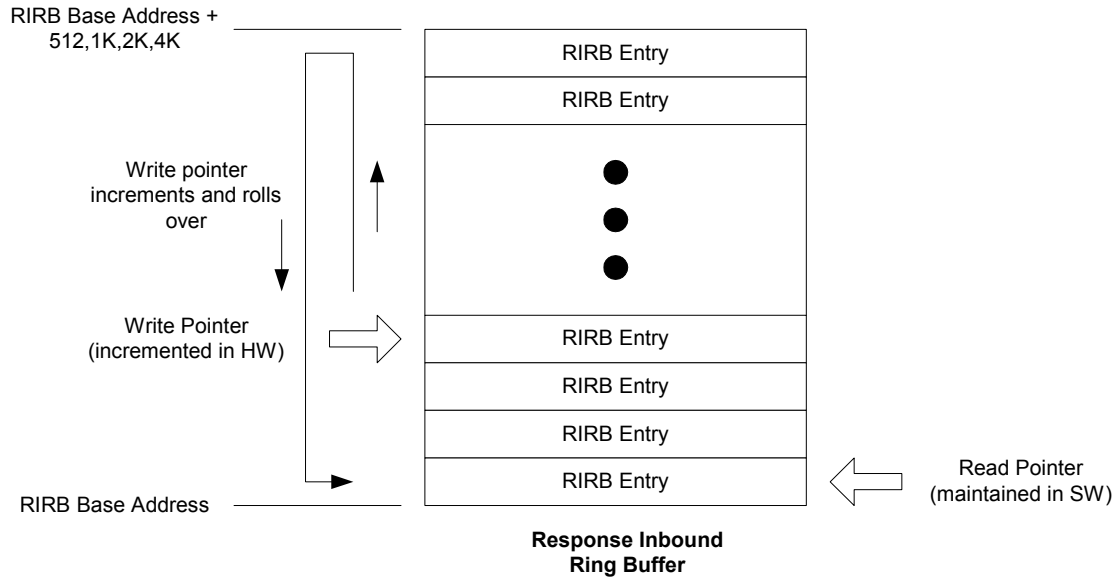 RIRB Base Address +
512,1K,2K,4K
RIRB Entry
RIRB Entry
Write pointer
increments and rolls
over
Write Pointer
(incremented in HW)
RIRB Entry
RIRB Entry
RIRB Entry
RIRB Entry
Read Pointer
(maintained in SW)
RIRB Base Address
Response Inbound
Ring Buffer